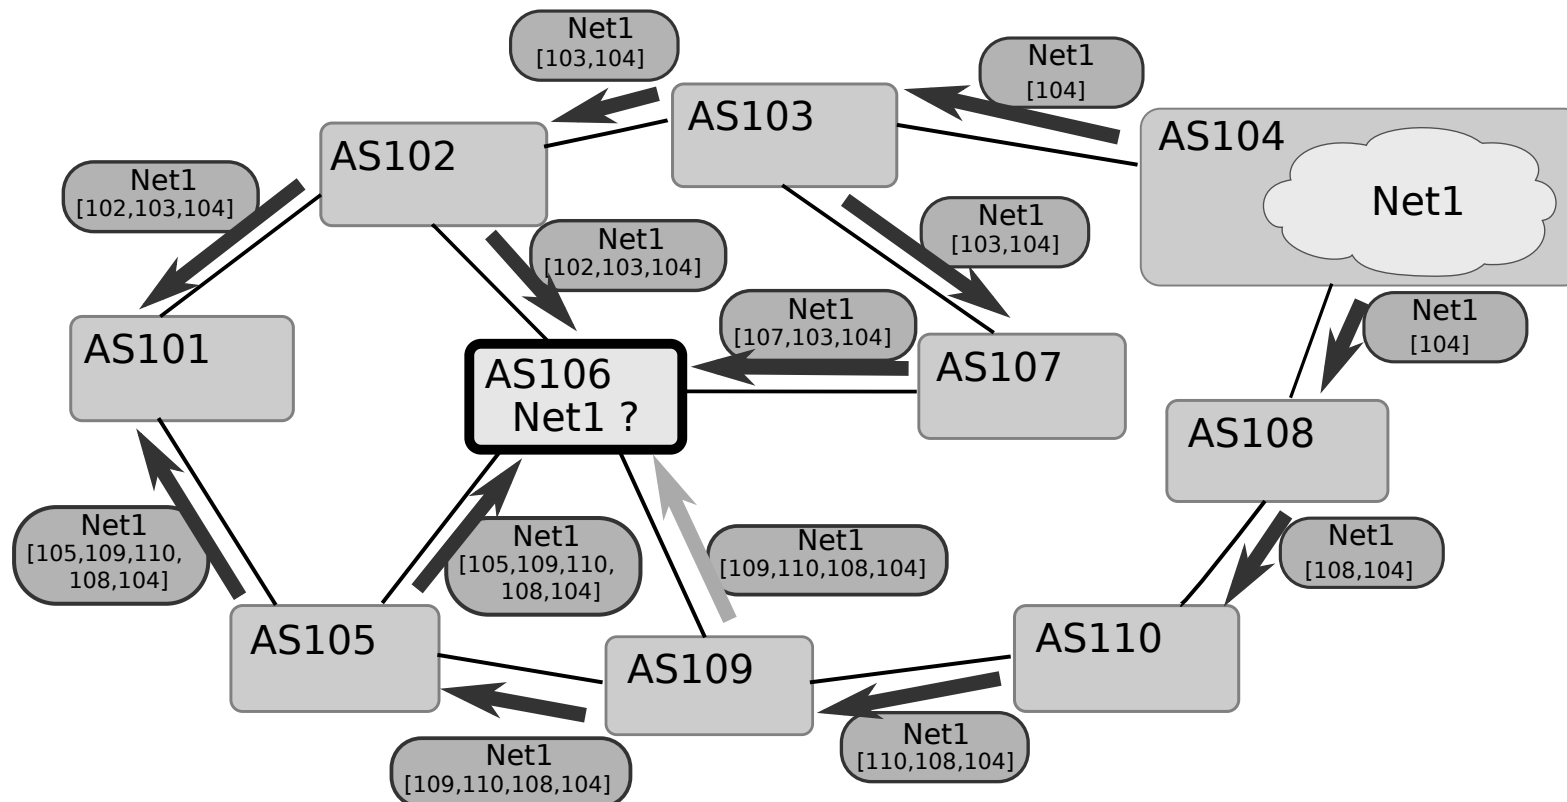 Net1
[103,104]
Net1
[104]
AS103
AS104
Net1
AS102
Net1
[102,103,104]
Net1
[103,104]
Net1
[102,103,104]
Net1
[107,103,104]
Net1
[104]
AS101
AS106
Net1 ?
AS107
AS108
Net1
[105,109,110,
108,104]
Net1
[105,109,110,
108,104]
Net1
[109,110,108,104]
Net1
[108,104]
AS105
AS109
AS110
Net1
[109,110,108,104]
Net1
[110,108,104]